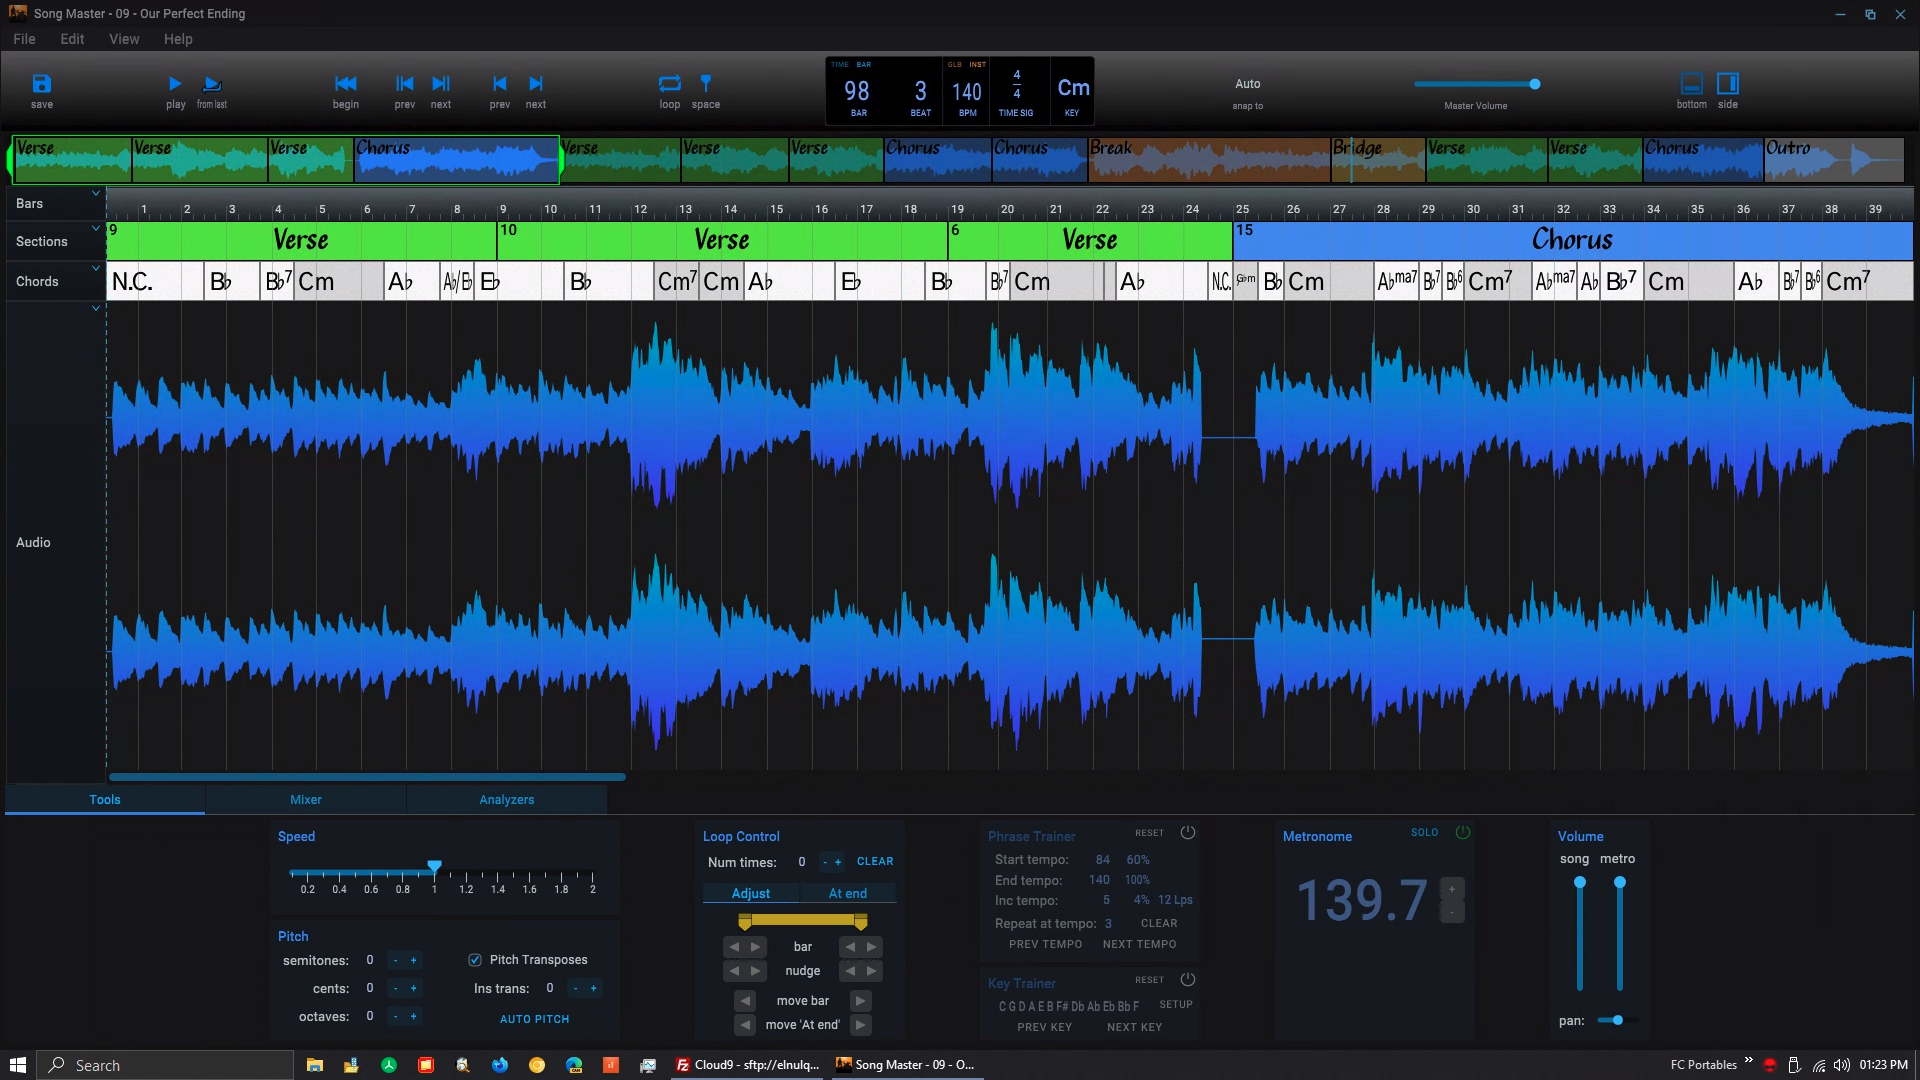 Song Master - 09 - Our Perfect Ending
File Edit View Help
save play from last begin prev next prev next loop space
TIME BAR GLB INST
98 3 140 4/4 Cm
BAR BEAT BPM TIME SIG KEY
Auto
snap to
Master Volume
bottom side
Verse Verse Verse Chorus Verse Verse Verse Chorus Chorus Break Bridge Verse Verse Chorus Outro
Bars 1 2 3 4 5 6 7 8 9 10 11 12 13 14 15 16 17 18 19 20 21 22 23 24 25 26 27 28 29 30 31 32 33 34 35 36 37 38 39
Sections 9 Verse 10 Verse 6 Verse 15 Chorus
Chords N.C. B♭ B♭7 Cm A♭ A♭/E♭ E♭ B♭ Cm7 Cm A♭ E♭ B♭ B♭7 Cm A♭ N.C. G♭m B♭ Cm A♭ma7 B♭7 B♭6 Cm7 A♭ma7 A♭ B♭7 Cm A♭ B♭7 B♭6 Cm7
Audio
Tools Mixer Analyzers
Speed
0.2 0.4 0.6 0.8 1 1.2 1.4 1.6 1.8 2
Pitch
semitones: 0 - +
cents: 0 - +
octaves: 0 - +
Pitch Transposes
Ins trans: 0 - +
AUTO PITCH
Loop Control
Num times: 0 - + CLEAR
Adjust At end
bar
nudge
move bar
move 'At end'
Phrase Trainer RESET
Start tempo: 84 60%
End tempo: 140 100%
Inc tempo: 5 4% 12 Lps
Repeat at tempo: 3 CLEAR
PREV TEMPO NEXT TEMPO
Key Trainer RESET
C G D A E B F# Db Ab Eb Bb F SETUP
PREV KEY NEXT KEY
Metronome SOLO
139.7 + -
Volume
song metro
pan:
Search
Cloud9 - sftp://elnulq...
Song Master - 09 - O...
FC Portables
01:23 PM